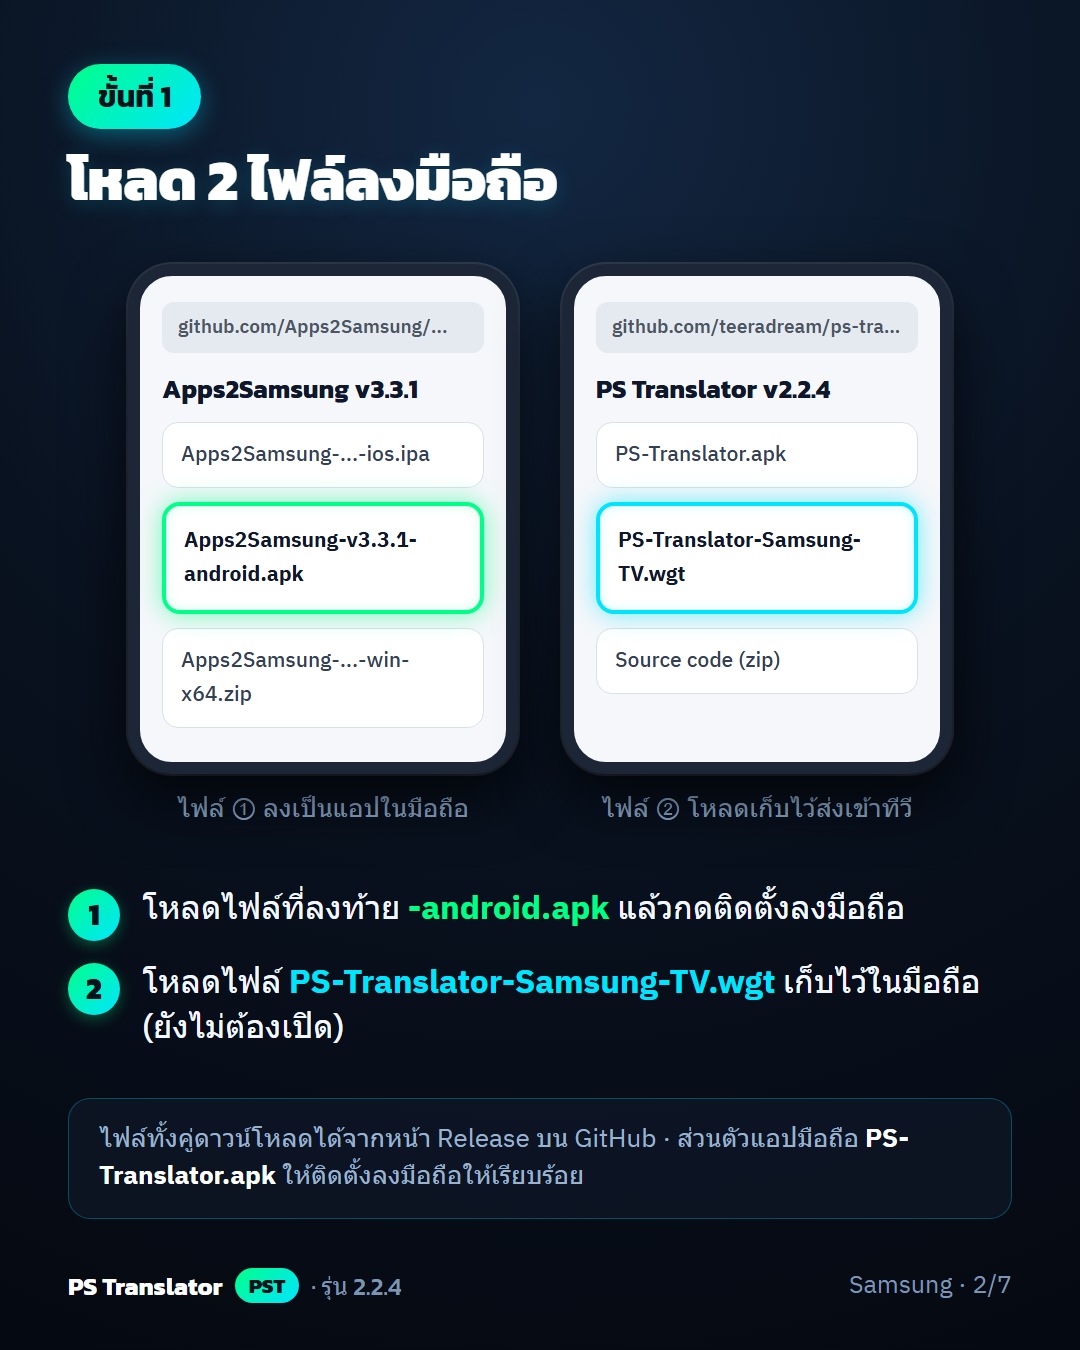 ขั้นที่ 1
โหลด 2 ไฟล์ลงมือถือ
github.com/Apps2Samsung/...
Apps2Samsung v3.3.1
Apps2Samsung-...-ios.ipa
Apps2Samsung-v3.3.1-
android.apk
Apps2Samsung-...-win-
x64.zip
ไฟล์ ① ลงเป็นแอปในมือถือ
github.com/teeradream/ps-tra...
PS Translator v2.2.4
PS-Translator.apk
PS-Translator-Samsung-
TV.wgt
Source code (zip)
ไฟล์ ② โหลดเก็บไว้ส่งเข้าทีวี
1 โหลดไฟล์ที่ลงท้าย -android.apk แล้วกดติดตั้งลงมือถือ
2 โหลดไฟล์ PS-Translator-Samsung-TV.wgt เก็บไว้ในมือถือ
(ยังไม่ต้องเปิด)
ไฟล์ทั้งคู่ดาวน์โหลดได้จากหน้า Release บน GitHub · ส่วนตัวแอปมือถือ PS-
Translator.apk ให้ติดตั้งลงมือถือให้เรียบร้อย
PS Translator PST · รุ่น 2.2.4
Samsung · 2/7